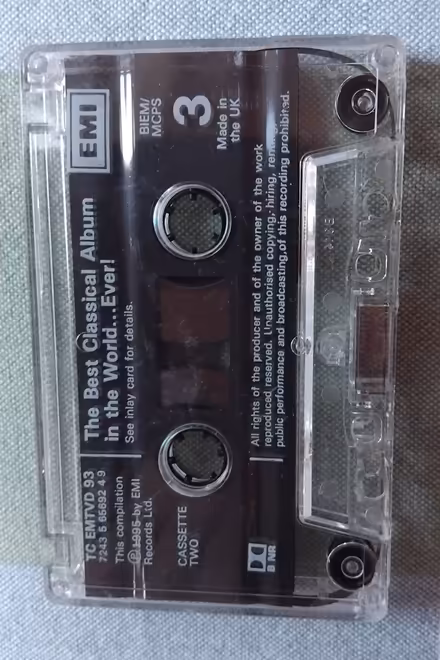 TC EMTVD 93
7243 5 65692 4 9
This compilation
Ⓟ 1995 by EMI
Records Ltd.
CASSETTE
TWO
The Best Classical Album
in the World...Ever!
See inlay card for details.
EMI
BIEM/
MCPS
3
Made in
the UK
B NR
All rights of the producer and of the owner of the work
reproduced reserved. Unauthorised copying, hiring,
public performance and broadcasting of this recording prohibited.